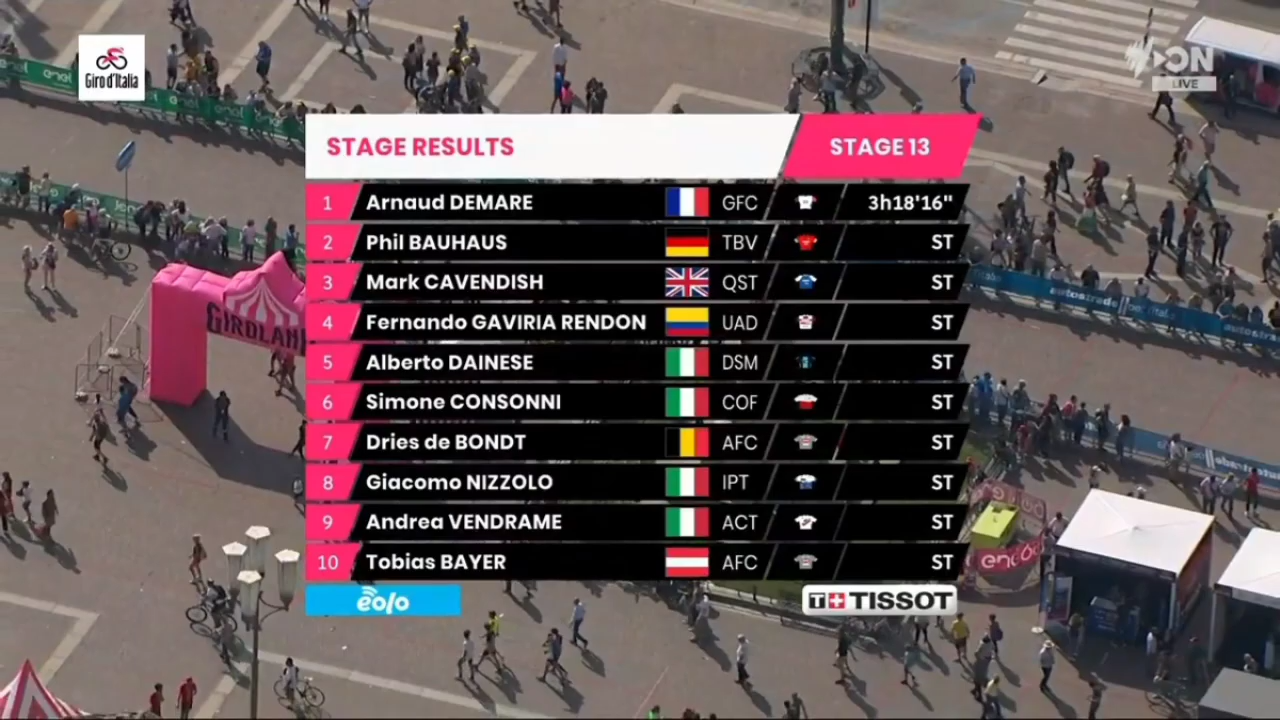 Giro d'Italia
ON
LIVE
STAGE RESULTS STAGE 13
1 Arnaud DEMARE GFC 3h18'16"
2 Phil BAUHAUS TBV ST
3 Mark CAVENDISH QST ST
4 Fernando GAVIRIA RENDON UAD ST
5 Alberto DAINESE DSM ST
6 Simone CONSONNI COF ST
7 Dries de BONDT AFC ST
8 Giacomo NIZZOLO IPT ST
9 Andrea VENDRAME ACT ST
10 Tobias BAYER AFC ST
eolo
TISSOT
GIROLAN
enel